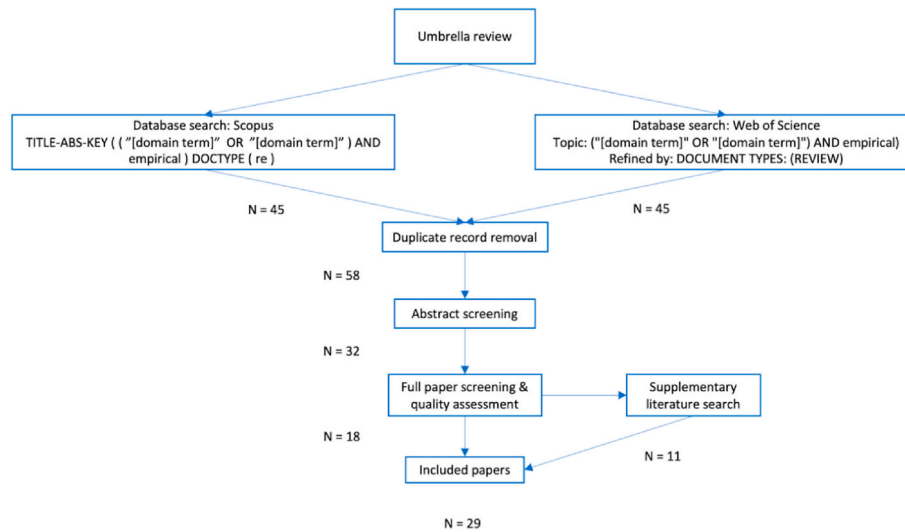 Umbrella review
Database search: Scopus
TITLE-ABS-KEY ( ( "[domain term]" OR "[domain term]" ) AND
empirical ) DOCTYPE ( re )
Database search: Web of Science
Topic: ("[domain term]" OR "[domain term]") AND empirical)
Refined by: DOCUMENT TYPES: (REVIEW)
N = 45
N = 45
Duplicate record removal
N = 58
Abstract screening
N = 32
Full paper screening &
quality assessment
Supplementary
literature search
N = 18
N = 11
Included papers
N = 29